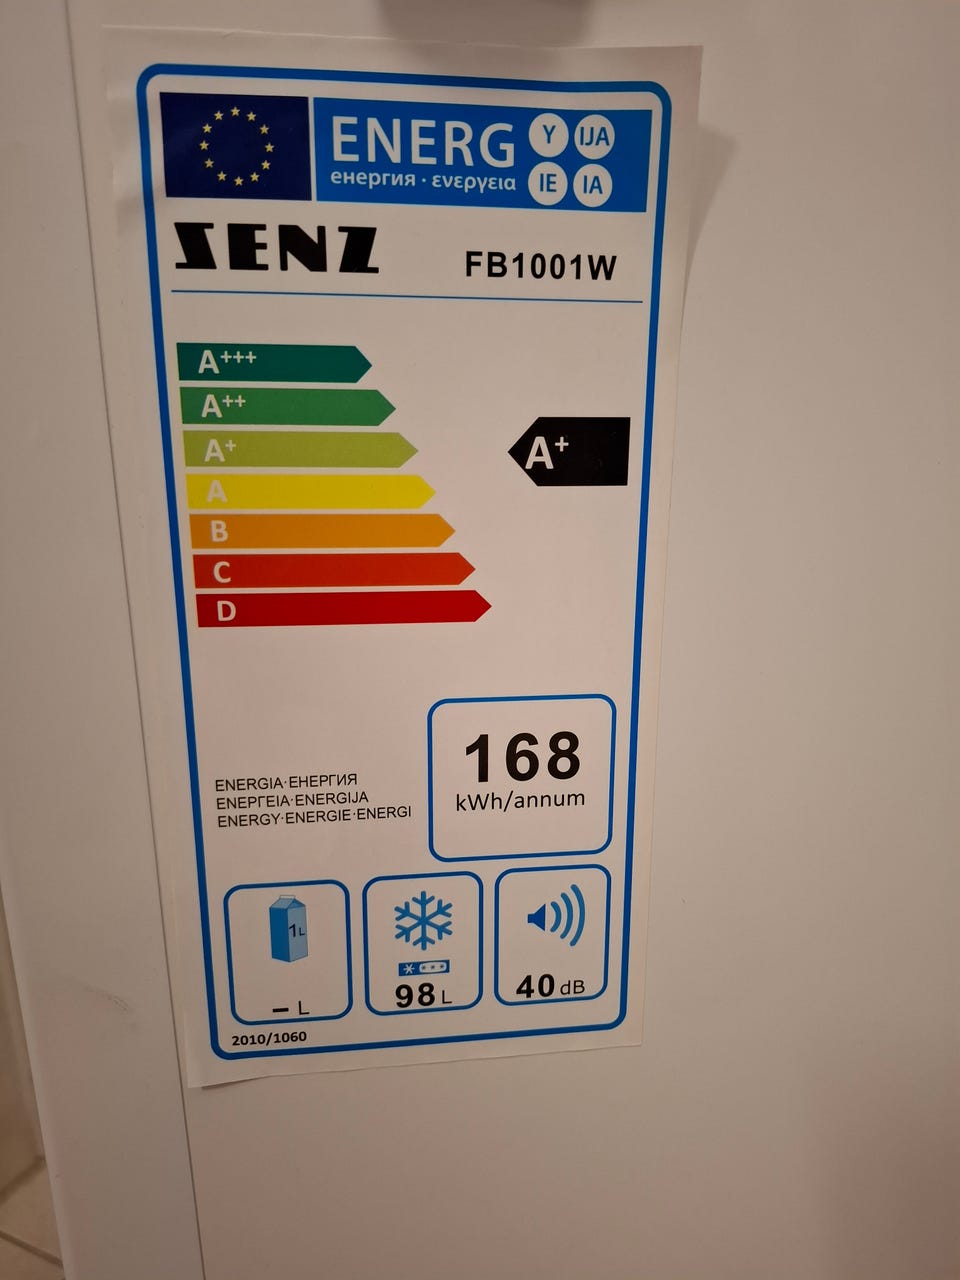 ENERG Y IJA
енергия · ενεργεια IE IA
SENZ FB1001W
A+++
A++
A+
A+
A
B
C
D
168
kWh/annum
ENERGIA·ЕНЕРГИЯ
ΕΝΕΡΓΕΙΑ·ENERGIJA
ENERGY·ENERGIE·ENERGI
1L
– L
98 L
40 dB
2010/1060